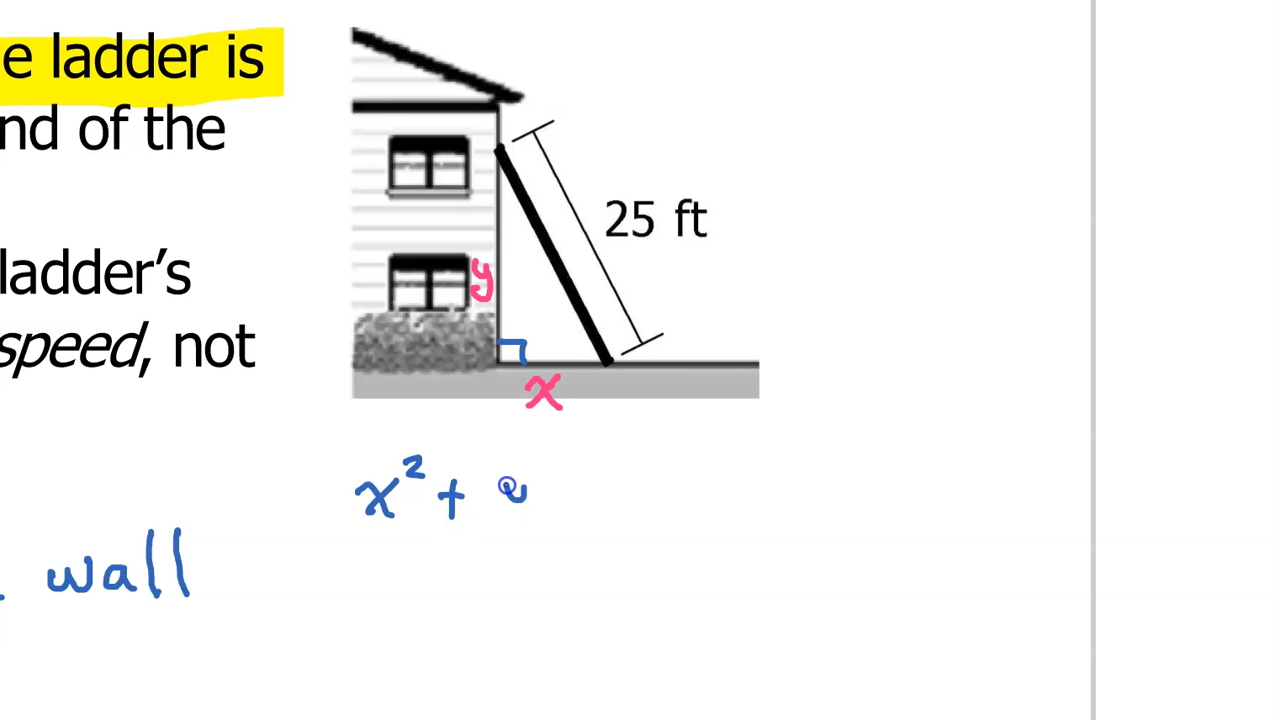 e ladder is
nd of the
25 ft
y
ladder's
speed, not
x
x² +
wall